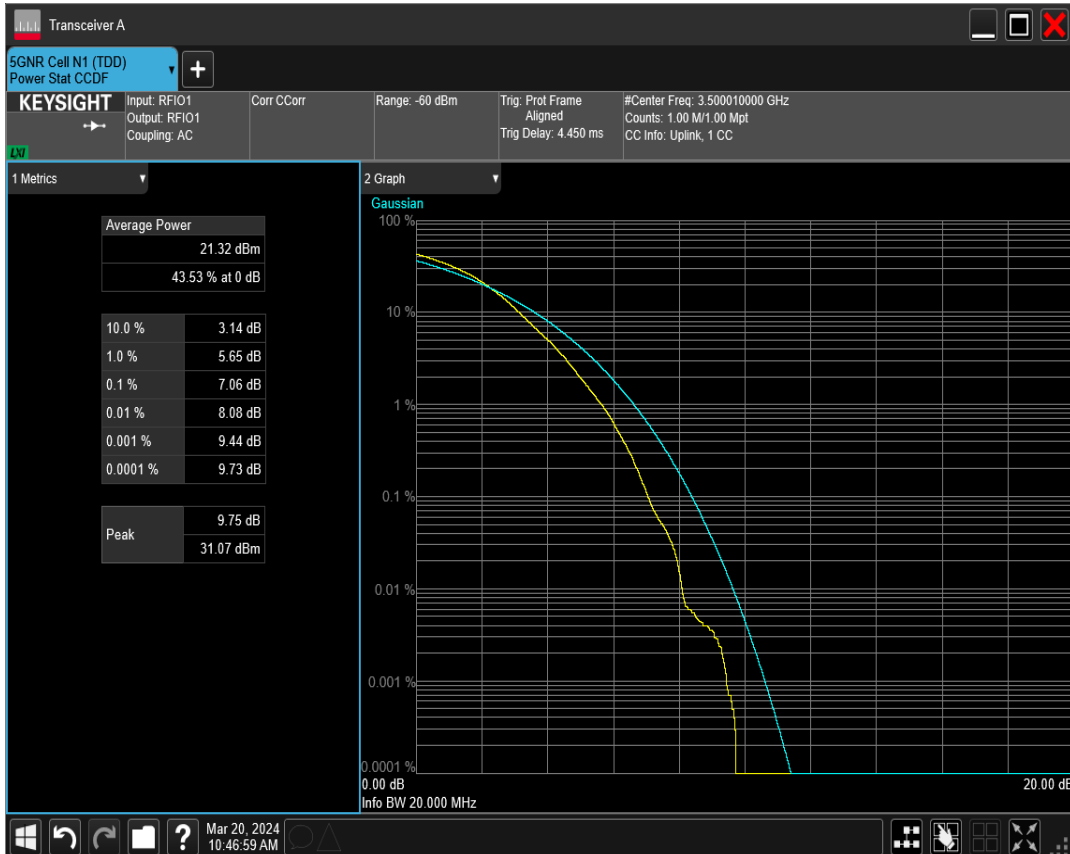 Transceiver A
5GNR Cell N1 (TDD)
Power Stat CCDF
KEYSIGHT
LXI
Input: RFIO1
Output: RFIO1
Coupling: AC
Corr CCorr
Range: -60 dBm
Trig: Prot Frame
Aligned
Trig Delay: 4.450 ms
#Center Freq: 3.500010000 GHz
Counts: 1.00 M/1.00 Mpt
CC Info: Uplink, 1 CC
1 Metrics
Average Power
21.32 dBm
43.53 % at 0 dB
10.0 % 3.14 dB
1.0 % 5.65 dB
0.1 % 7.06 dB
0.01 % 8.08 dB
0.001 % 9.44 dB
0.0001 % 9.73 dB
Peak
9.75 dB
31.07 dBm
2 Graph
Gaussian
100 %
10 %
1 %
0.1 %
0.01 %
0.001 %
0.0001 %
0.00 dB 20.00 dB
Info BW 20.000 MHz
?
Mar 20, 2024
10:46:59 AM